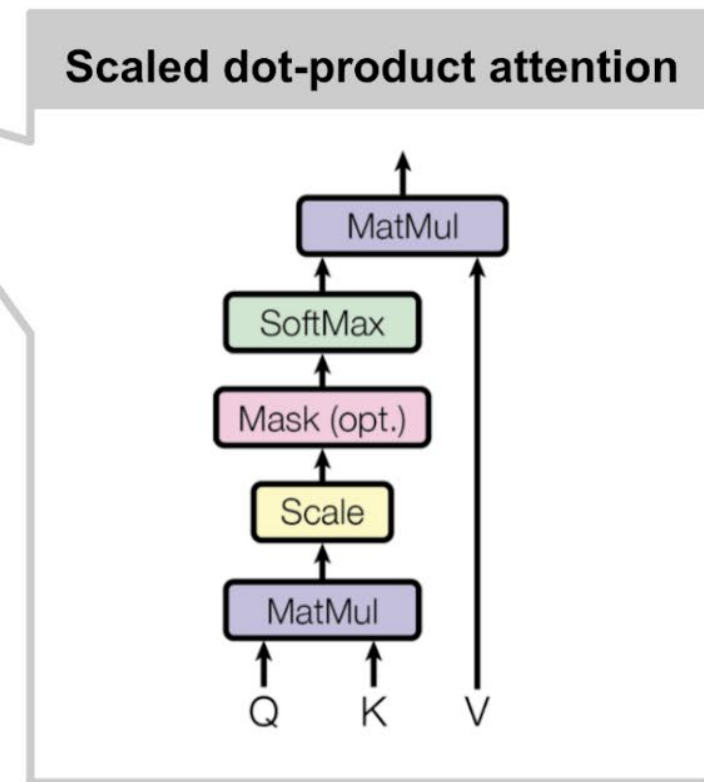 Scaled dot-product attention
MatMul
SoftMax
Mask (opt.)
Scale
MatMul
Q K V